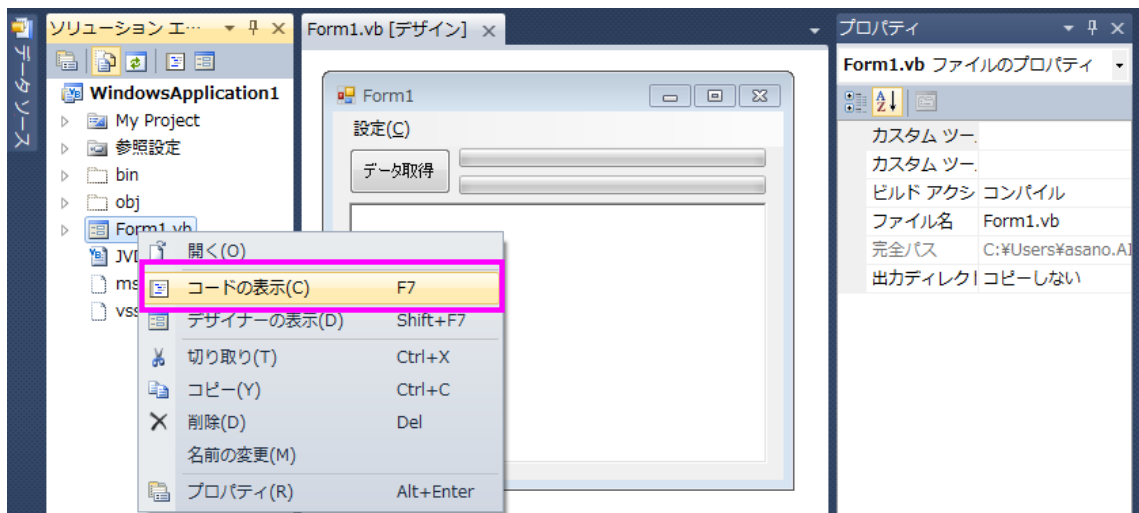 データ ソース
ソリューション エ…
WindowsApplication1
My Project
参照設定
bin
obj
Form1.vb
JVD
ms
vss
Form1.vb [デザイン]
Form1
設定(C)
データ取得
開く(O)
コードの表示(C) F7
デザイナーの表示(D) Shift+F7
切り取り(T) Ctrl+X
コピー(Y) Ctrl+C
削除(D) Del
名前の変更(M)
プロパティ(R) Alt+Enter
プロパティ
Form1.vb ファイルのプロパティ
カスタム ツー
カスタム ツー
ビルド アクシ コンパイル
ファイル名 Form1.vb
完全パス C:¥Users¥asano.A
出力ディレクト コピーしない